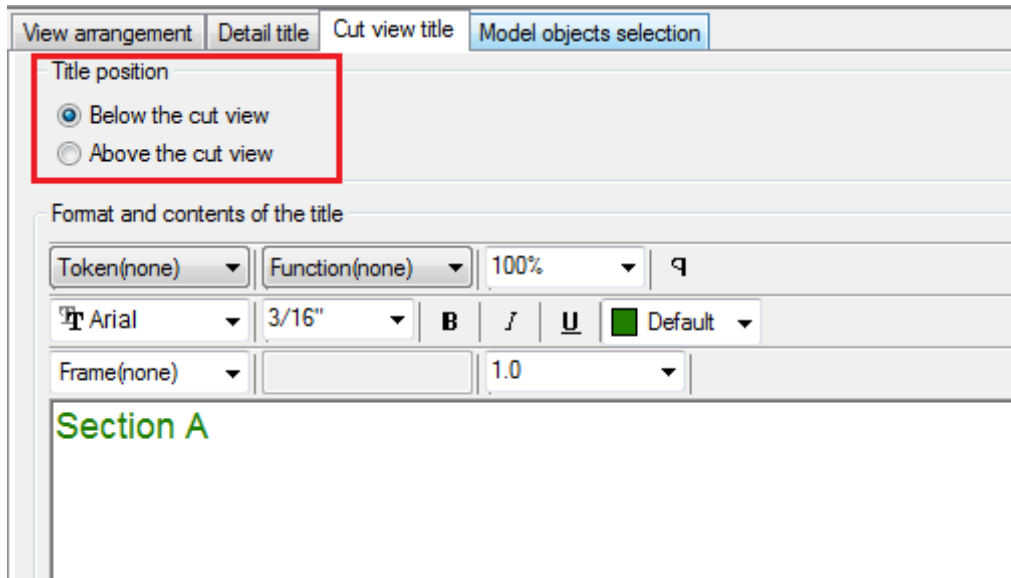 View arrangement Detail title Cut view title Model objects selection
Title position
Below the cut view
Above the cut view
Format and contents of the title
Token(none) Function(none) 100%
Arial 3/16" B I U Default
Frame(none) 1.0
Section A